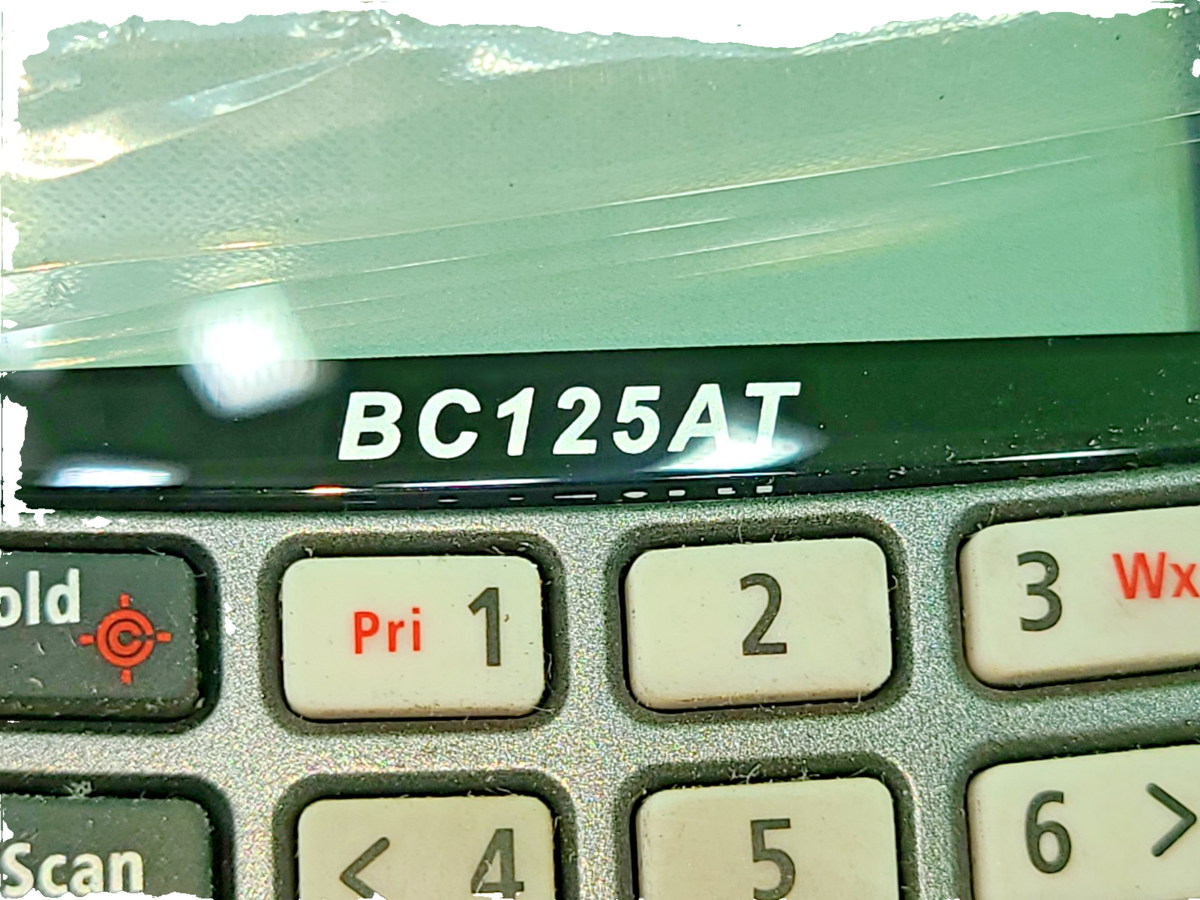 BC125AT
old Pri 1 2 3 Wx
Scan < 4 5 6 >